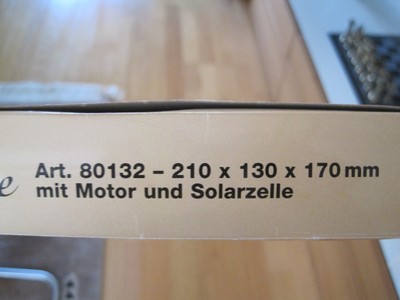 Art. 80132 – 210 x 130 x 170 mm
mit Motor und Solarzelle